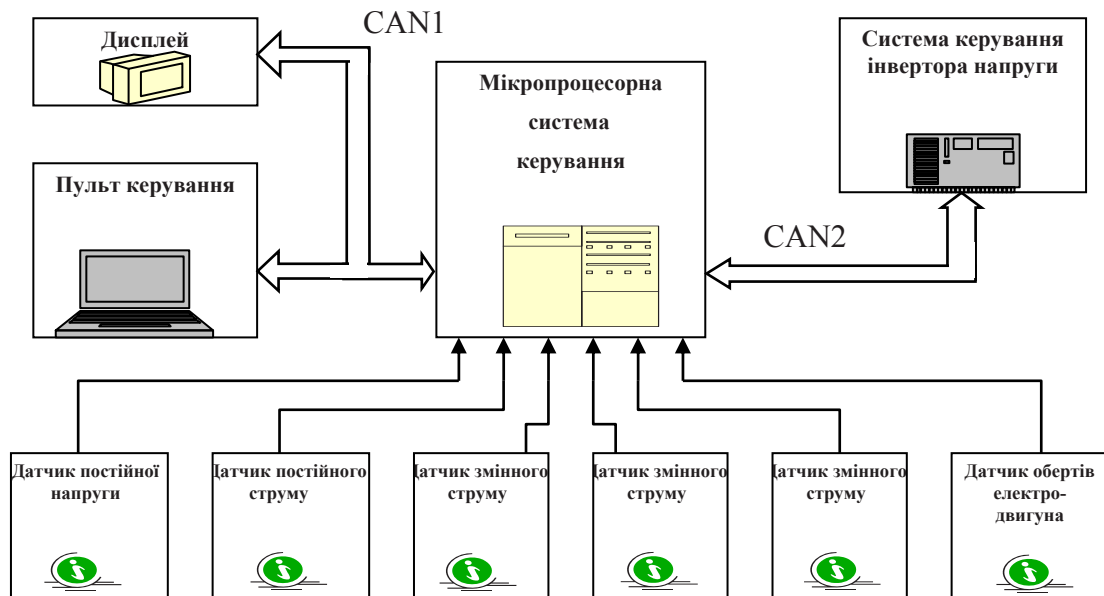 CAN1
Дисплей
Система керування
інвертора напруги
Мікропроцесорна
система
керування
Пульт керування
CAN2
Датчик постійної
напруги
Датчик постійного
струму
Датчик змінного
струму
Датчик змінного
струму
Датчик змінного
струму
Датчик обертів
електро-
двигуна